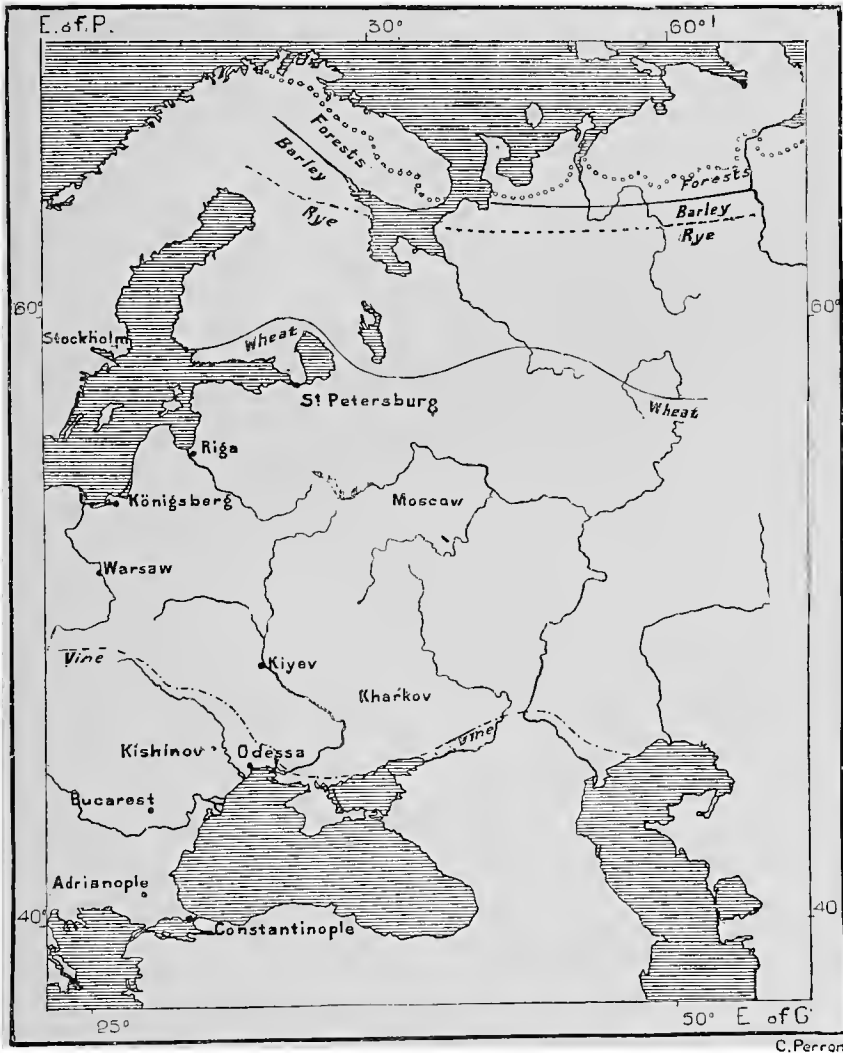 E. of. P. 30° 60°
Forests
Barley
Rye
Forests
Barley
Rye
60° 60°
Stockholm
Wheat
St Petersburg
Wheat
Riga
Königsberg
Moscow
Warsaw
Vine
Kiyev
Kharkov
Vine
Kishinov
Odessa
Bucarest
Adrianople
40° 40
Constantinople
25° 50° E of G
C. Perron